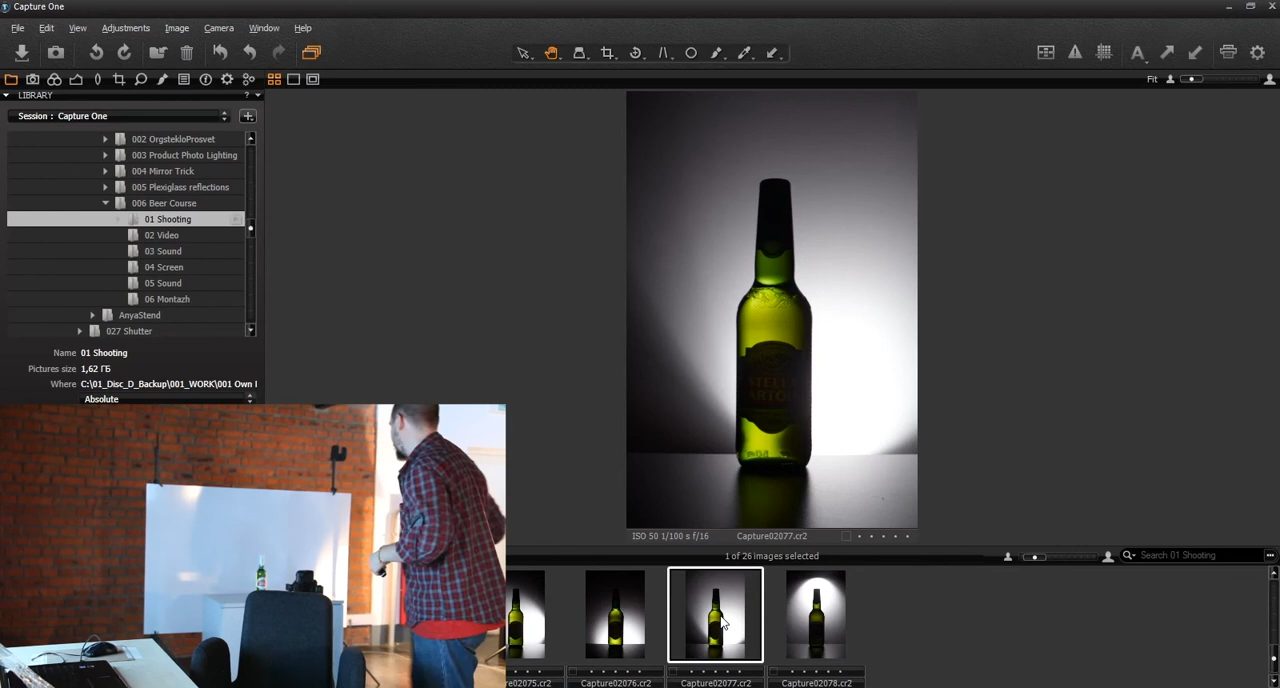 Capture One
File Edit View Adjustments Image Camera Window Help
Fit
LIBRARY ?
Session : Capture One
002 OrgstekloProsvet
003 Product Photo Lighting
004 Mirror Trick
005 Plexiglass reflections
006 Beer Course
01 Shooting
02 Video
03 Sound
04 Screen
05 Sound
06 Montazh
AnyaStend
027 Shutter
Name 01 Shooting
Pictures size 1,62 ГБ
Where C:\01_Disc_D_Backup\001_WORK\001 Own
Absolute
STELLA
ARTOIS
ISO 50 1/100 s f/16 Capture02077.cr2
1 of 26 images selected
Search 01 Shooting
02075.cr2 Capture02076.cr2 Capture02077.cr2 Capture02078.cr2